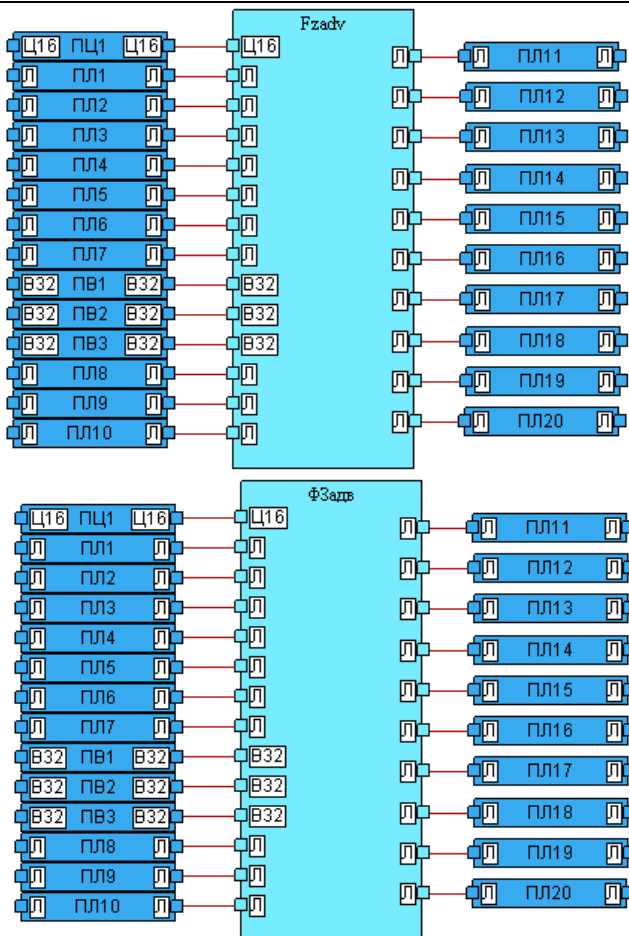 Fzadv
Ц16 ПЦ1 Ц16 Ц16
Л ПЛ11 Л Л
Л ПЛ1 Л Л
Л ПЛ12 Л Л
Л ПЛ2 Л Л
Л ПЛ13 Л Л
Л ПЛ3 Л Л
Л ПЛ4 Л Л
Л ПЛ14 Л Л
Л ПЛ5 Л Л
Л ПЛ15 Л Л
Л ПЛ6 Л Л
Л ПЛ7 Л Л
Л ПЛ16 Л Л
В32 ПВ1 В32 В32
Л ПЛ17 Л Л
В32 ПВ2 В32 В32
В32 ПВ3 В32 В32
Л ПЛ18 Л Л
Л ПЛ8 Л Л
Л ПЛ19 Л Л
Л ПЛ9 Л Л
Л ПЛ20 Л Л
Л ПЛ10 Л Л
ФЗадв
Ц16 ПЦ1 Ц16 Ц16
Л Л ПЛ11 Л
Л ПЛ1 Л Л
Л Л ПЛ12 Л
Л ПЛ2 Л Л
Л Л ПЛ13 Л
Л ПЛ3 Л Л
Л ПЛ4 Л Л
Л Л ПЛ14 Л
Л ПЛ5 Л Л
Л Л ПЛ15 Л
Л ПЛ6 Л Л
Л ПЛ7 Л Л
Л Л ПЛ16 Л
В32 ПВ1 В32 В32
Л Л ПЛ17 Л
В32 ПВ2 В32 В32
В32 ПВ3 В32 В32
Л Л ПЛ18 Л
Л ПЛ8 Л Л
Л Л ПЛ19 Л
Л ПЛ9 Л Л
Л Л ПЛ20 Л
Л ПЛ10 Л Л